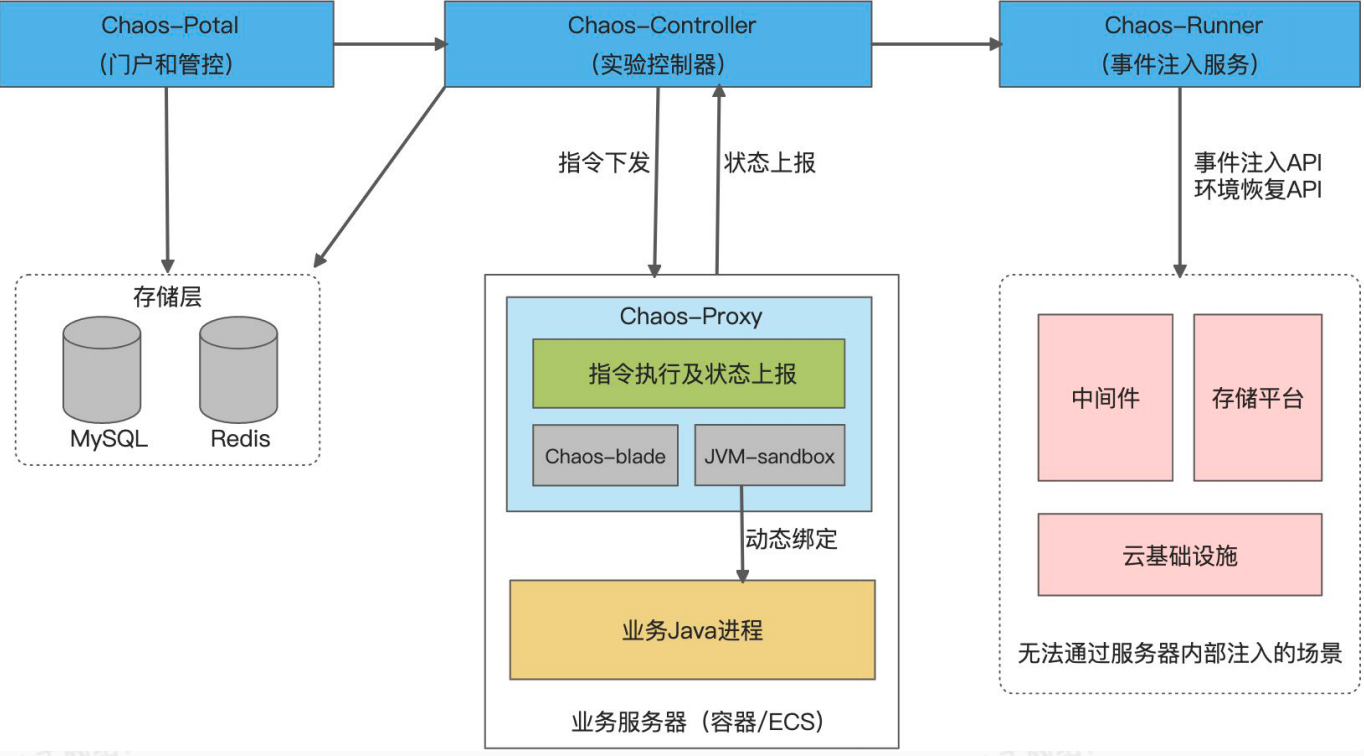 Chaos-Potal
（门户和管控）
Chaos-Controller
（实验控制器）
Chaos-Runner
（事件注入服务）
指令下发
状态上报
事件注入API
环境恢复API
存储层
MySQL
Redis
Chaos-Proxy
指令执行及状态上报
Chaos-blade
JVM-sandbox
动态绑定
业务Java进程
业务服务器（容器/ECS）
中间件
存储平台
云基础设施
无法通过服务器内部注入的场景